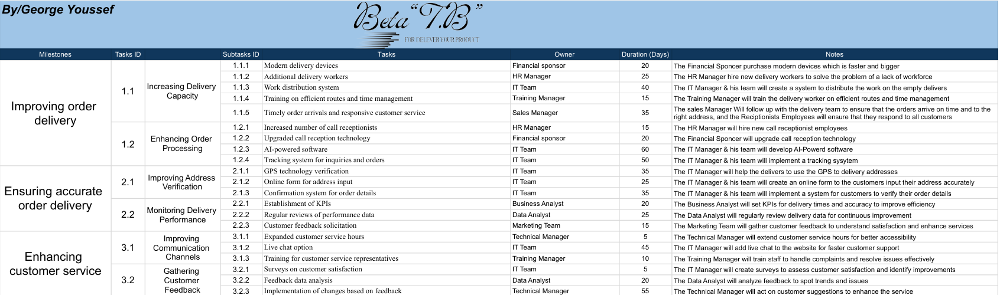 By/George Youssef
Beta “T.B”
FOR DELEVER YOUR PRODUCT
Milestones Tasks ID Subtasks ID Tasks Owner Duration (Days) Notes
Improving order
delivery
1.1
Increasing Delivery
Capacity
1.1.1 Modern delivery devices Financial sponsor 20 The Financial Sponcer purchase modern devices which is faster and bigger
1.1.2 Additional delivery workers HR Manager 25 The HR Manager hire new delivery workers to solve the problem of a lack of workforce
1.1.3 Work distribution system IT Team 40 The IT Manager & his team will create a system to distribute the work on the empty delivers
1.1.4 Training on efficient routes and time management Training Manager 15 The Training Manager will train the delivery worker on efficient routes and time management
1.1.5 Timely order arrivals and responsive customer service Sales Manager 35 The sales Manager Will follow up with the delivery team to ensure that the orders arrive on time and to the
right address, and the Reciptionists Employees will ensure that they respond to all customers
1.2
Enhancing Order
Processing
1.2.1 Increased number of call receptionists HR Manager 15 The HR Manager will hire new call receptionist employees
1.2.2 Upgraded call reception technology Financial sponsor 20 The Financial Sponcer will upgrade call reception technology
1.2.3 AI-powered software IT Team 60 The IT Manager & his team will develop AI-Powerd software
1.2.4 Tracking system for inquiries and orders IT Team 50 The IT Manager & his team will implement a tracking sysytem
Ensuring accurate
order delivery
2.1
Improving Address
Verification
2.1.1 GPS technology verification IT Team 35 The IT Manager will help the delivers to use the GPS to delivery addresses
2.1.2 Online form for address input IT Team 25 The IT Manager & his team will create an online form to the customers input their address accurately
2.1.3 Confirmation system for order details IT Team 35 The IT Manager & his team will implement a system for customers to verify their order details
2.2
Monitoring Delivery
Performance
2.2.1 Establishment of KPIs Business Analyst 20 The Business Analyst will set KPIs for delivery times and accuracy to improve efficiency
2.2.2 Regular reviews of performance data Data Analyst 25 The Data Analyst will regularly review delivery data for continuous improvement
2.2.3 Customer feedback solicitation Marketing Team 15 The Marketing Team will gather customer feedback to understand satisfaction and enhance services
Enhancing
customer service
3.1
Improving
Communication
Channels
3.1.1 Expanded customer service hours Technical Manager 5 The Technical Manager will extend customer service hours for better accessibility
3.1.2 Live chat option IT Team 45 The IT Manager will add live chat to the website for faster customer support
3.1.3 Training for customer service representatives Training Manager 10 The Training Manager will train staff to handle complaints and resolve issues effectively
3.2
Gathering
Customer
Feedback
3.2.1 Surveys on customer satisfaction IT Team 5 The IT Manager will create surveys to assess customer satisfaction and identify improvements
3.2.2 Feedback data analysis Data Analyst 20 The Data Analyst will analyze feedback to spot trends and issues
3.2.3 Implementation of changes based on feedback Technical Manager 55 The Technical Manager will act on customer suggestions to enhance the service